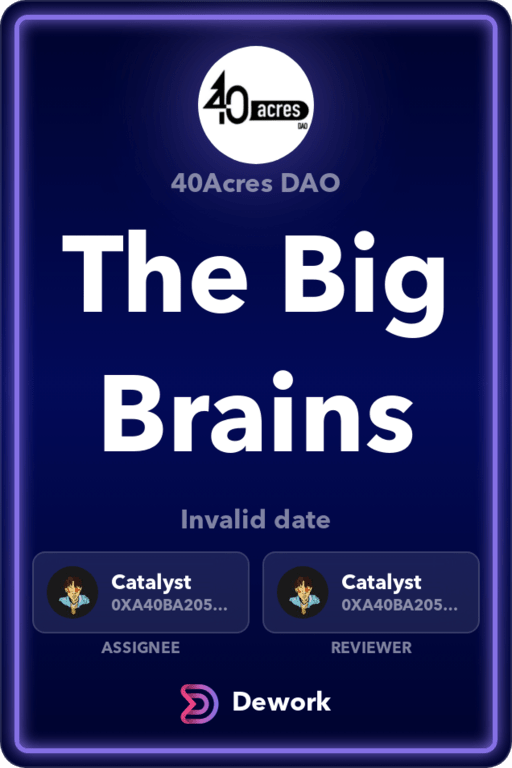 40 acres
DAO
40Acres DAO
The Big
Brains
Invalid date
Catalyst
0XA40BA205...
ASSIGNEE
Catalyst
0XA40BA205...
REVIEWER
Dework